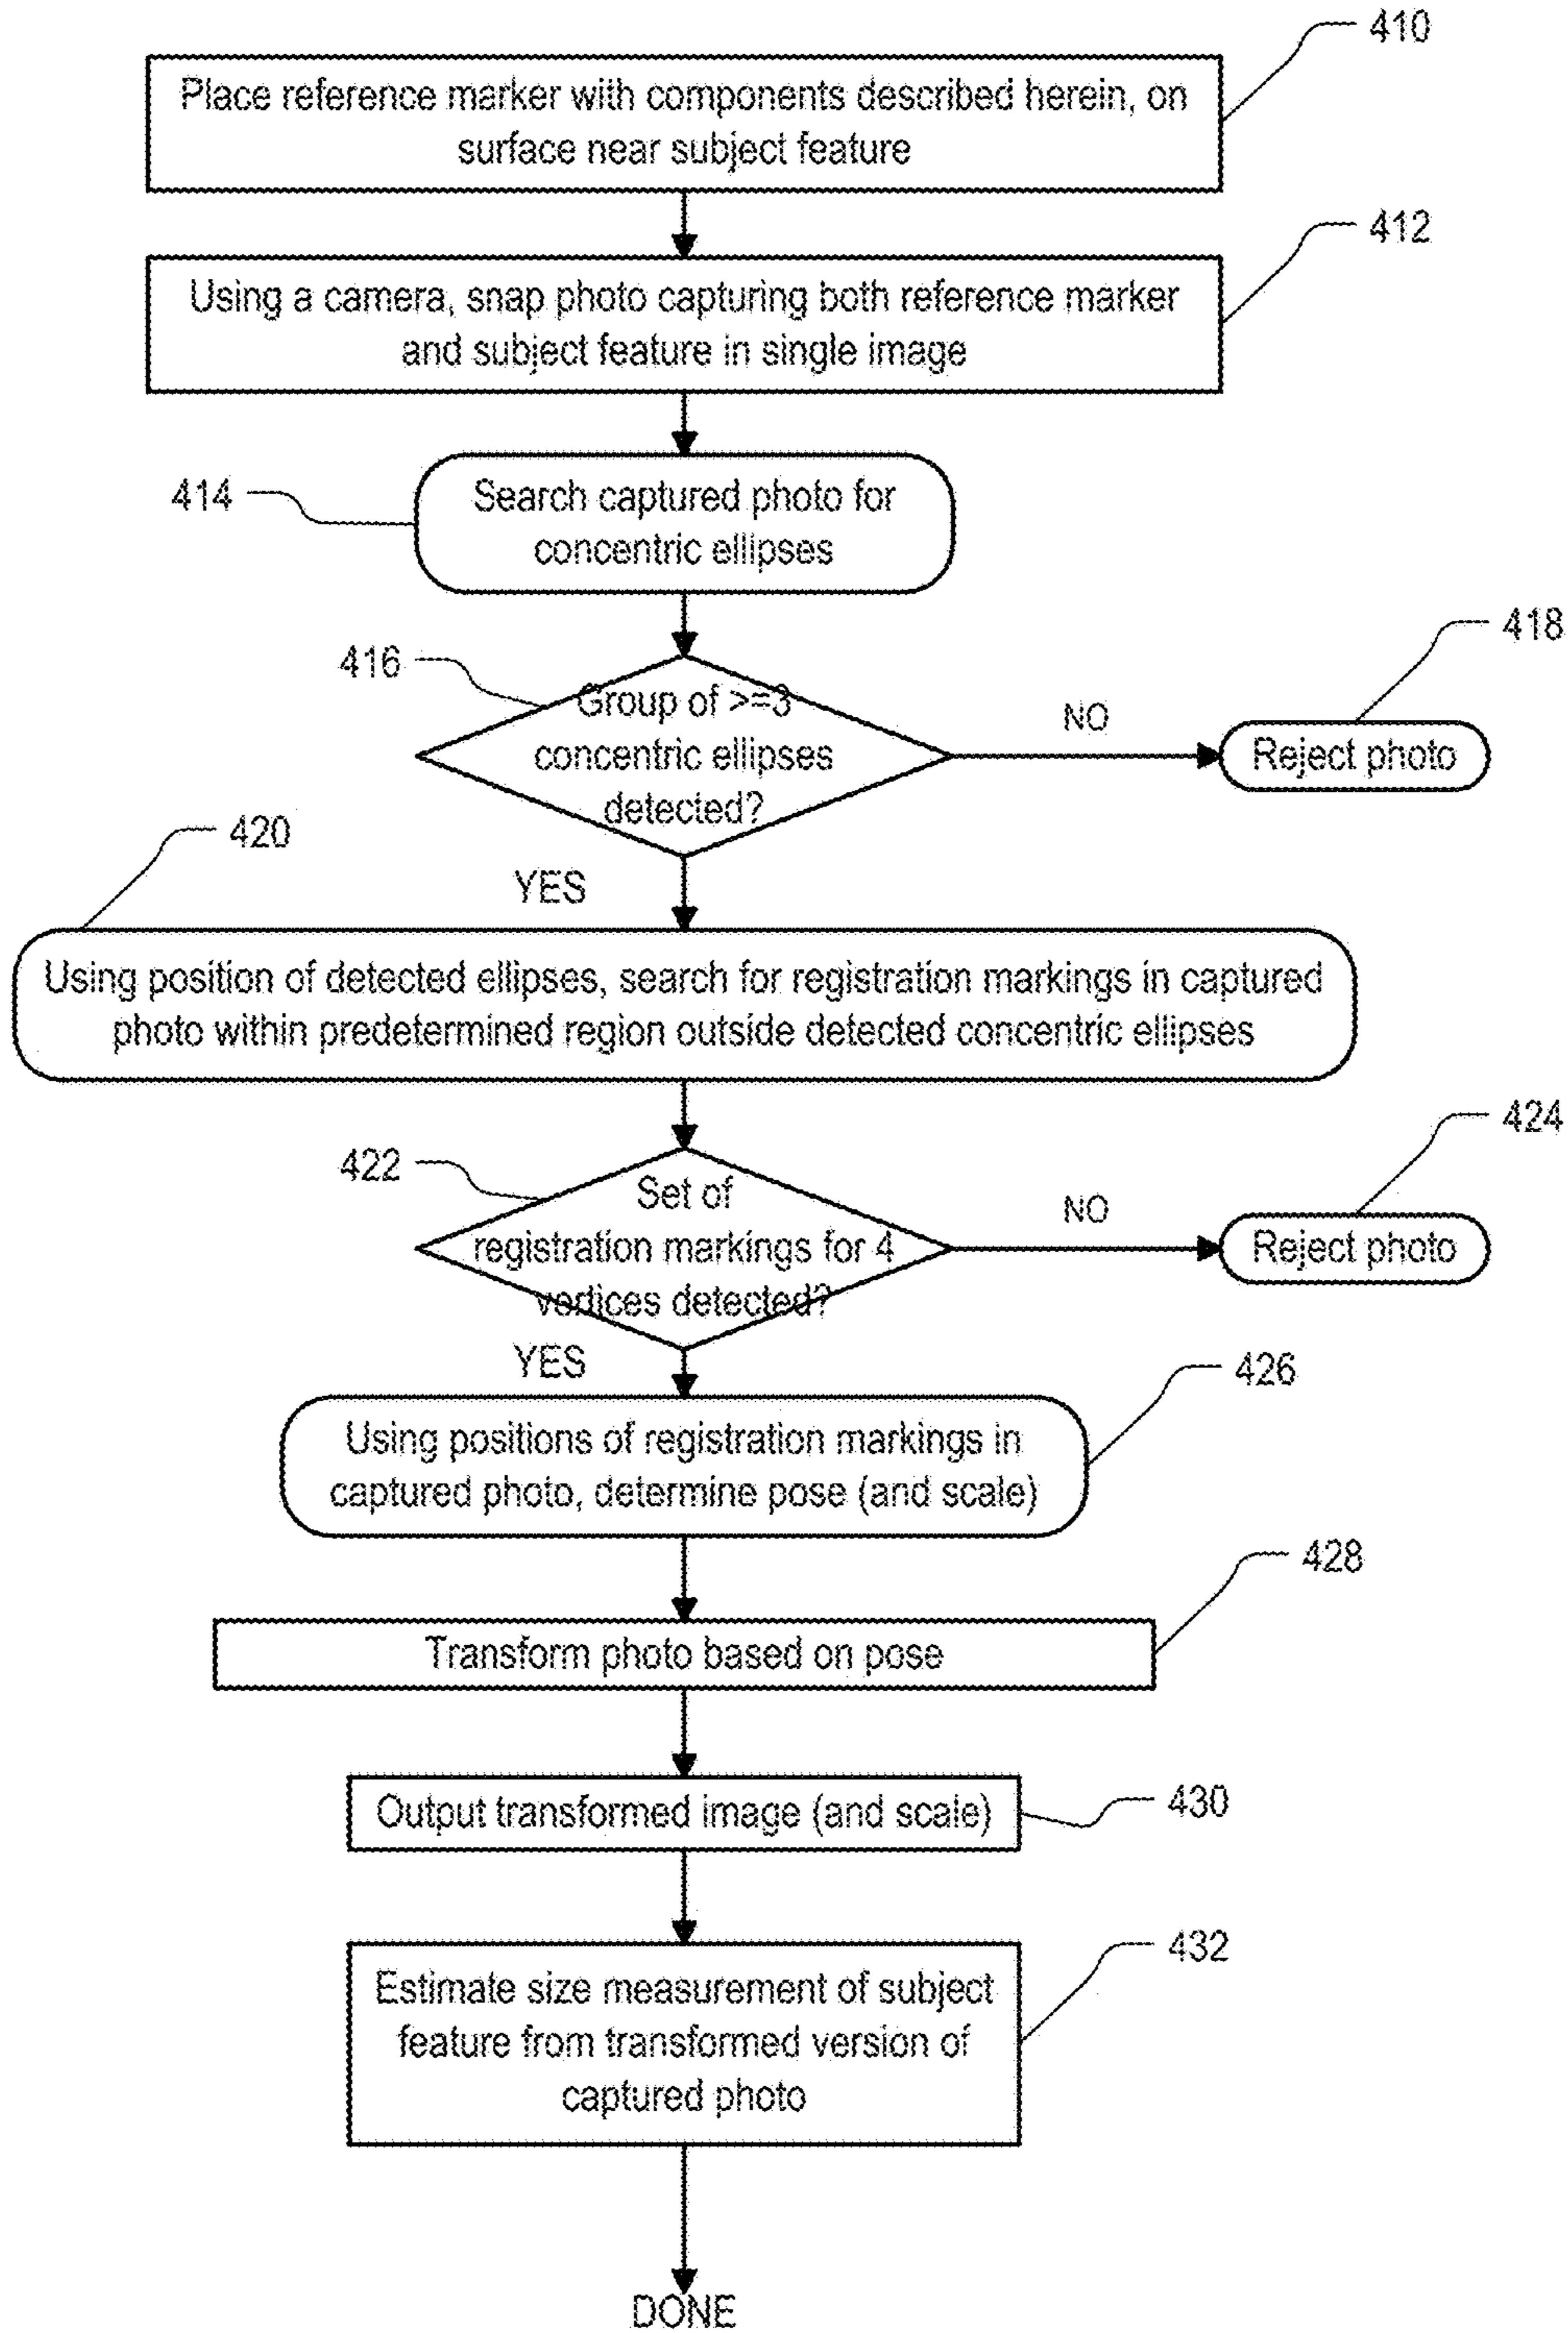 410
Place reference marker with components described herein, on
surface near subject feature
412
Using a camera, snap photo capturing both reference marker
and subject feature in single image
414
Search captured photo for
concentric ellipses
416
Group of >=3
concentric ellipses
detected?
NO
418
Reject photo
YES
420
Using position of detected ellipses, search for registration markings in captured
photo within predetermined region outside detected concentric ellipses
422
Set of
registration markings for 4
vertices detected?
NO
424
Reject photo
YES
426
Using positions of registration markings in
captured photo, determine pose (and scale)
428
Transform photo based on pose
Output transformed image (and scale)
430
432
Estimate size measurement of subject
feature from transformed version of
captured photo
DONE